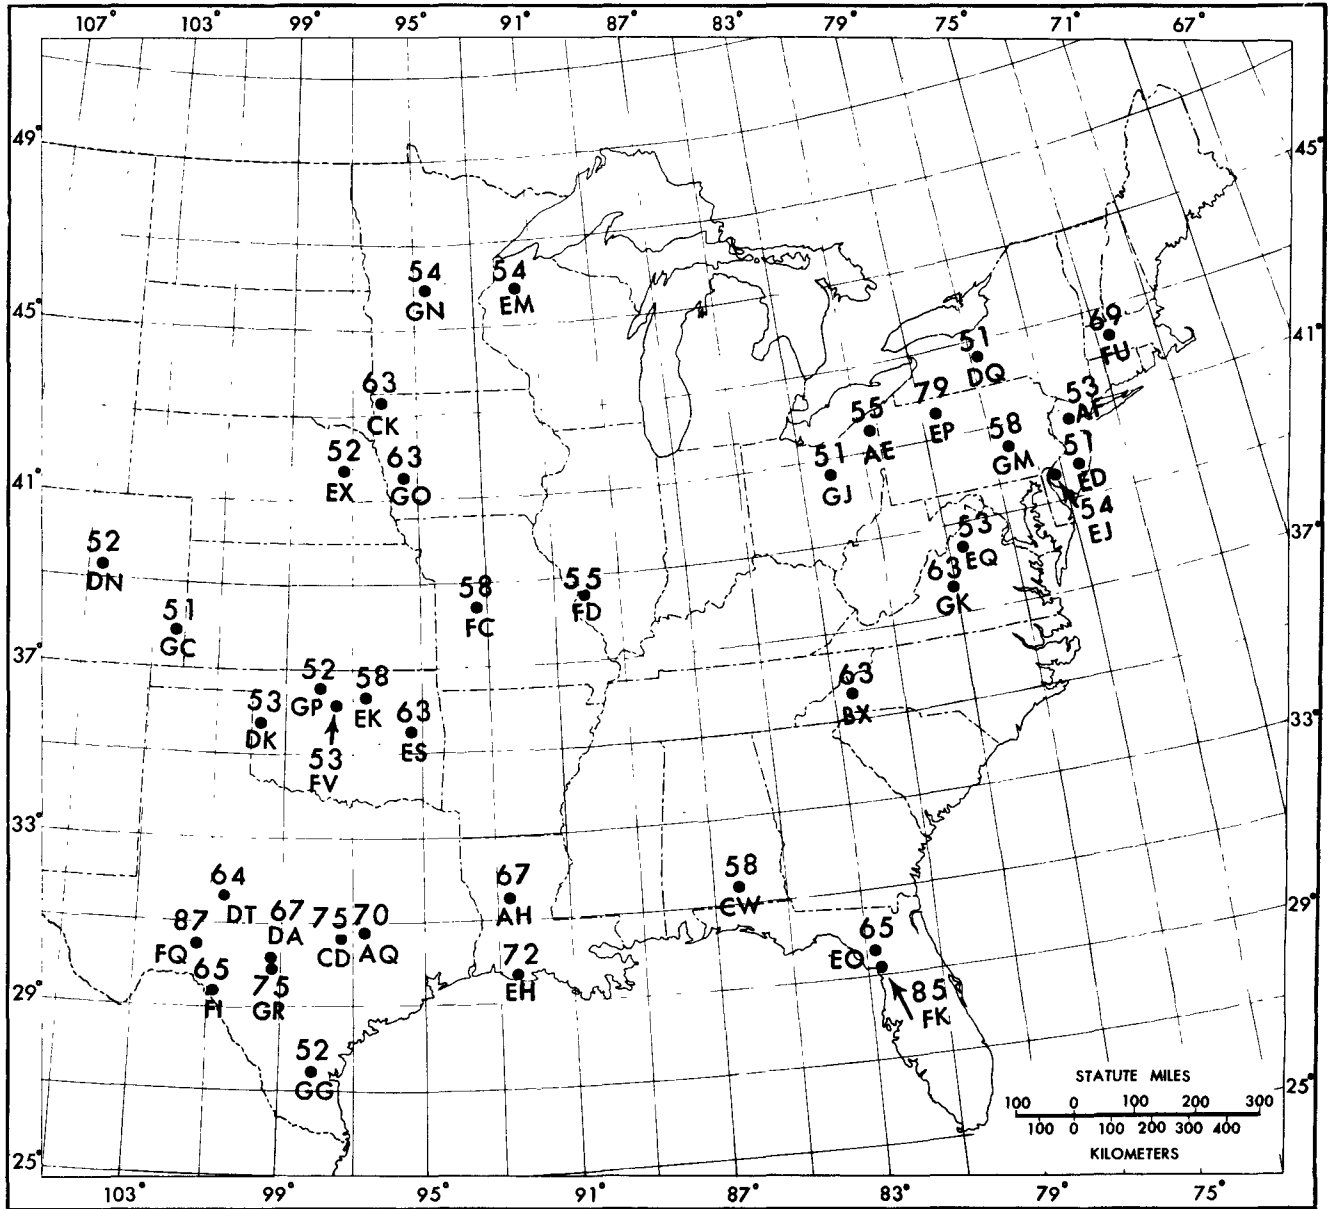 107° 103° 99° 95° 91° 87° 83° 79° 75° 71° 67°
49°
45°
54
GN
54
EM
45°
41°
69
FU
51
DQ
63
CK
79
EP
53
AF
55
AE
58
GM
52
EX
63
GO
51
GJ
51
ED
41°
54
EJ
37°
52
DN
53
EQ
58
FC
55
FD
63
GK
51
GC
37°
52
GP
58
EK
63
BX
53
DK
63
ES
33°
53
FV
33°
64
DT
67
AH
58
CW
29°
87
FQ
67
DA
75
CD
70
AQ
65
EO
65
FI
75
GR
72
EH
85
FK
29°
52
GG
STATUTE MILES
100 0 100 200 300
100 0 100 200 300 400
KILOMETERS
25°
25°
103° 99° 95° 91° 87° 83° 79° 75°